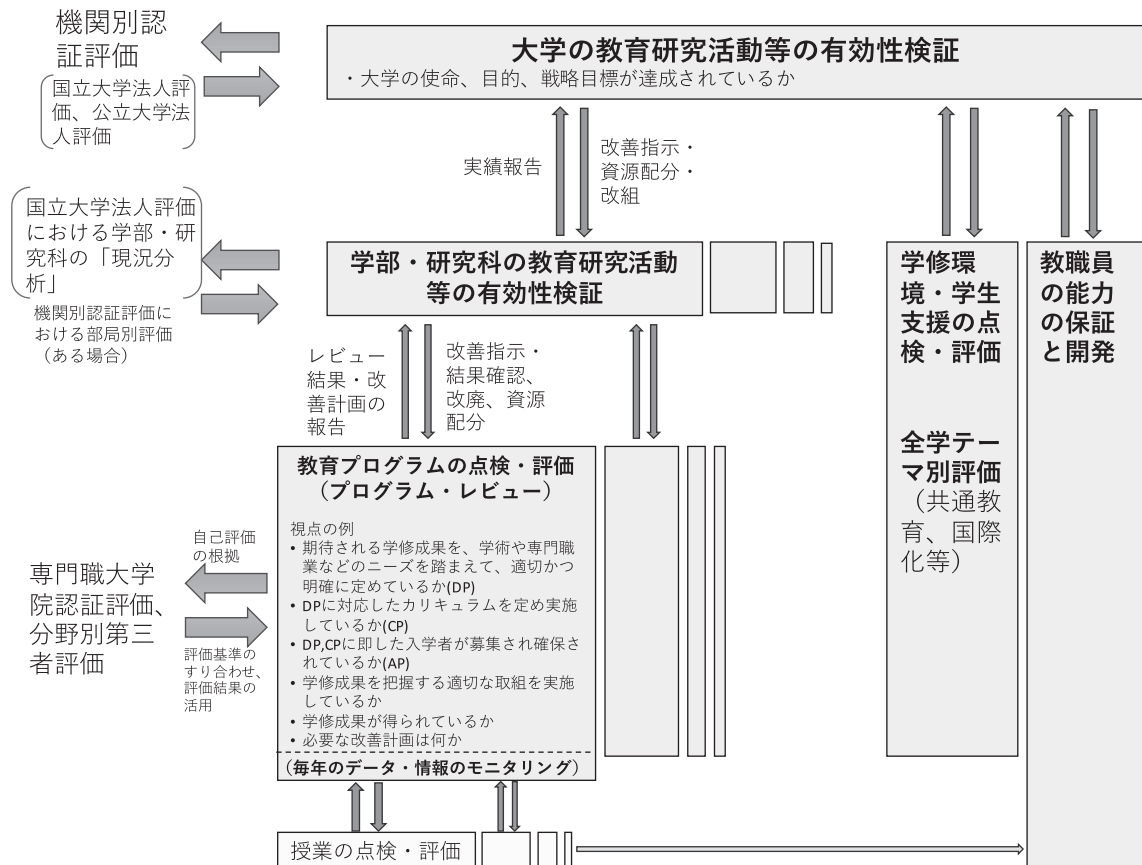 機関別認
証評価
国立大学法人評
価、公立大学法
人評価
大学の教育研究活動等の有効性検証
・大学の使命、目的、戦略目標が達成されているか
実績報告
改善指示・
資源配分・
改組
国立大学法人評価
における学部・研
究科の「現況分
析」
機関別認証評価に
おける部局別評価
（ある場合）
学部・研究科の教育研究活動
等の有効性検証
学修環
境・学生
支援の点
検・評価
全学テー
マ別評価
（共通教
育、国際
化等）
教職員
の能力
の保証
と開発
レビュー
結果・改
善計画の
報告
改善指示・
結果確認、
改廃、資源
配分
教育プログラムの点検・評価
（プログラム・レビュー）
視点の例
• 期待される学修成果を、学術や専門職
業などのニーズを踏まえて、適切かつ
明確に定めているか(DP)
• DPに対応したカリキュラムを定め実施
しているか(CP)
• DP,CPに即した入学者が募集され確保さ
れているか(AP)
• 学修成果を把握する適切な取組を実施
しているか
• 学修成果が得られているか
• 必要な改善計画は何か
（毎年のデータ・情報のモニタリング）
自己評価
の根拠
専門職大学
院認証評価、
分野別第三
者評価
評価基準の
すり合わせ、
評価結果の
活用
授業の点検・評価